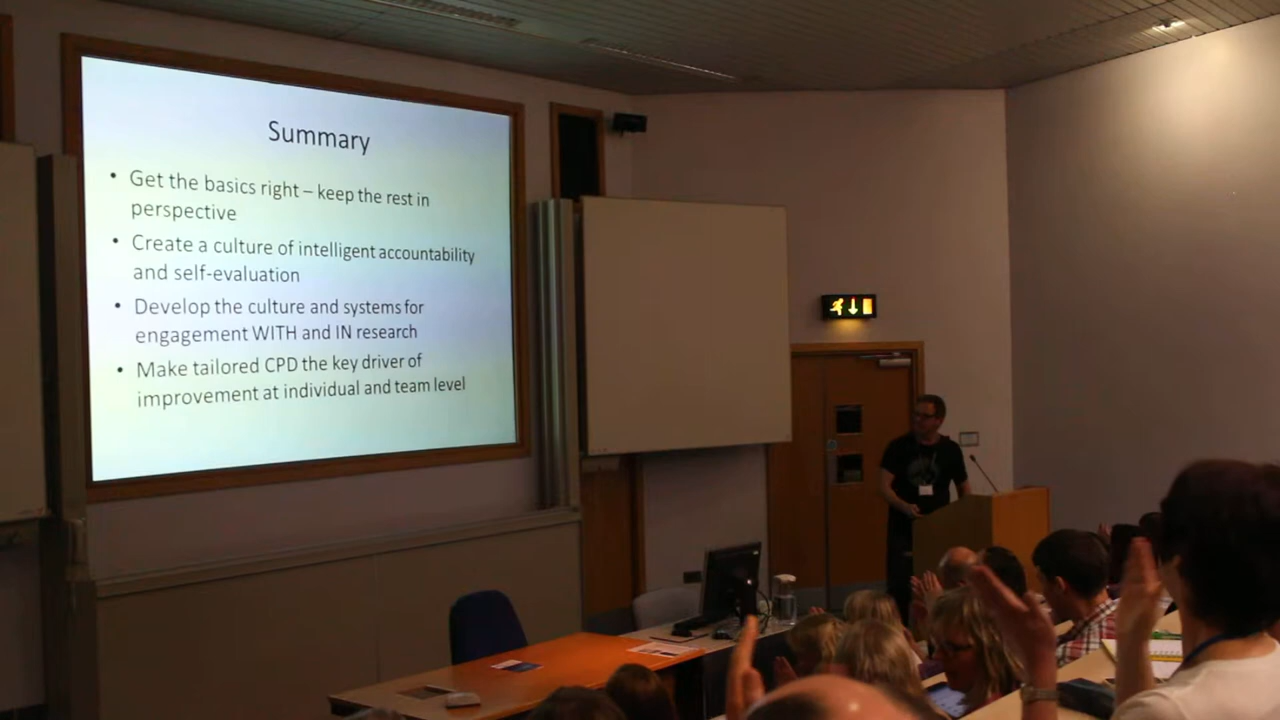 Summary
• Get the basics right – keep the rest in
perspective
• Create a culture of intelligent accountability
and self-evaluation
• Develop the culture and systems for
engagement WITH and IN research
• Make tailored CPD the key driver of
improvement at individual and team level